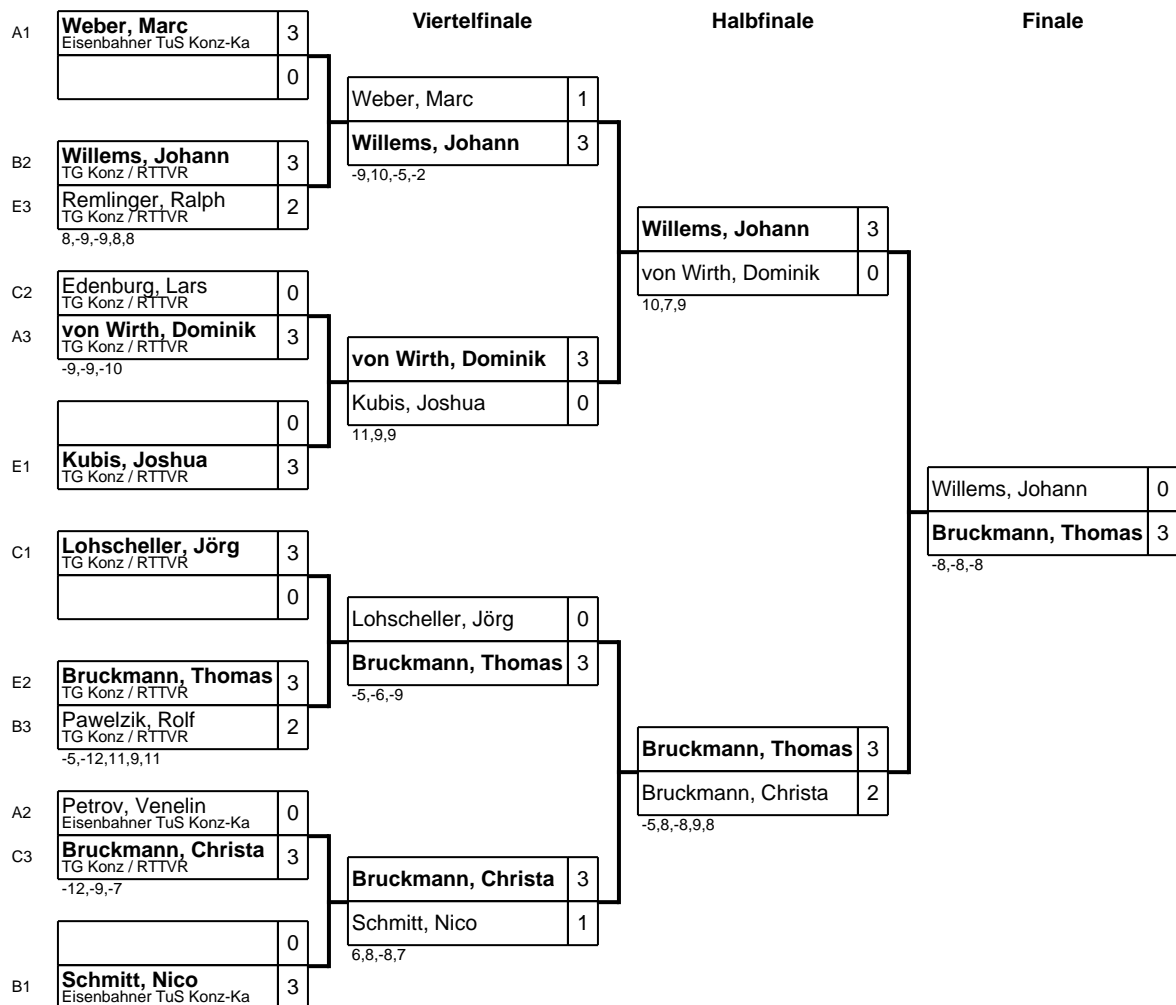 Viertelfinale
Halbfinale
Finale
A1
Weber, Marc
Eisenbahner TuS Konz-Ka
3
0
B2
Willems, Johann
TG Konz / RTTVR
3
E3
Remlinger, Ralph
TG Konz / RTTVR
2
8,-9,-9,8,8
C2
Edenburg, Lars
TG Konz / RTTVR
0
A3
von Wirth, Dominik
TG Konz / RTTVR
3
-9,-9,-10
0
E1
Kubis, Joshua
TG Konz / RTTVR
3
C1
Lohscheller, Jörg
TG Konz / RTTVR
3
0
E2
Bruckmann, Thomas
TG Konz / RTTVR
3
B3
Pawelzik, Rolf
TG Konz / RTTVR
2
-5,-12,11,9,11
A2
Petrov, Venelin
Eisenbahner TuS Konz-Ka
0
C3
Bruckmann, Christa
TG Konz / RTTVR
3
-12,-9,-7
0
B1
Schmitt, Nico
Eisenbahner TuS Konz-Ka
3
Weber, Marc 1
Willems, Johann 3
-9,10,-5,-2
von Wirth, Dominik 3
Kubis, Joshua 0
11,9,9
Lohscheller, Jörg 0
Bruckmann, Thomas 3
-5,-6,-9
Bruckmann, Christa 3
Schmitt, Nico 1
6,8,-8,7
Willems, Johann 3
von Wirth, Dominik 0
10,7,9
Bruckmann, Thomas 3
Bruckmann, Christa 2
-5,8,-8,9,8
Willems, Johann 0
Bruckmann, Thomas 3
-8,-8,-8